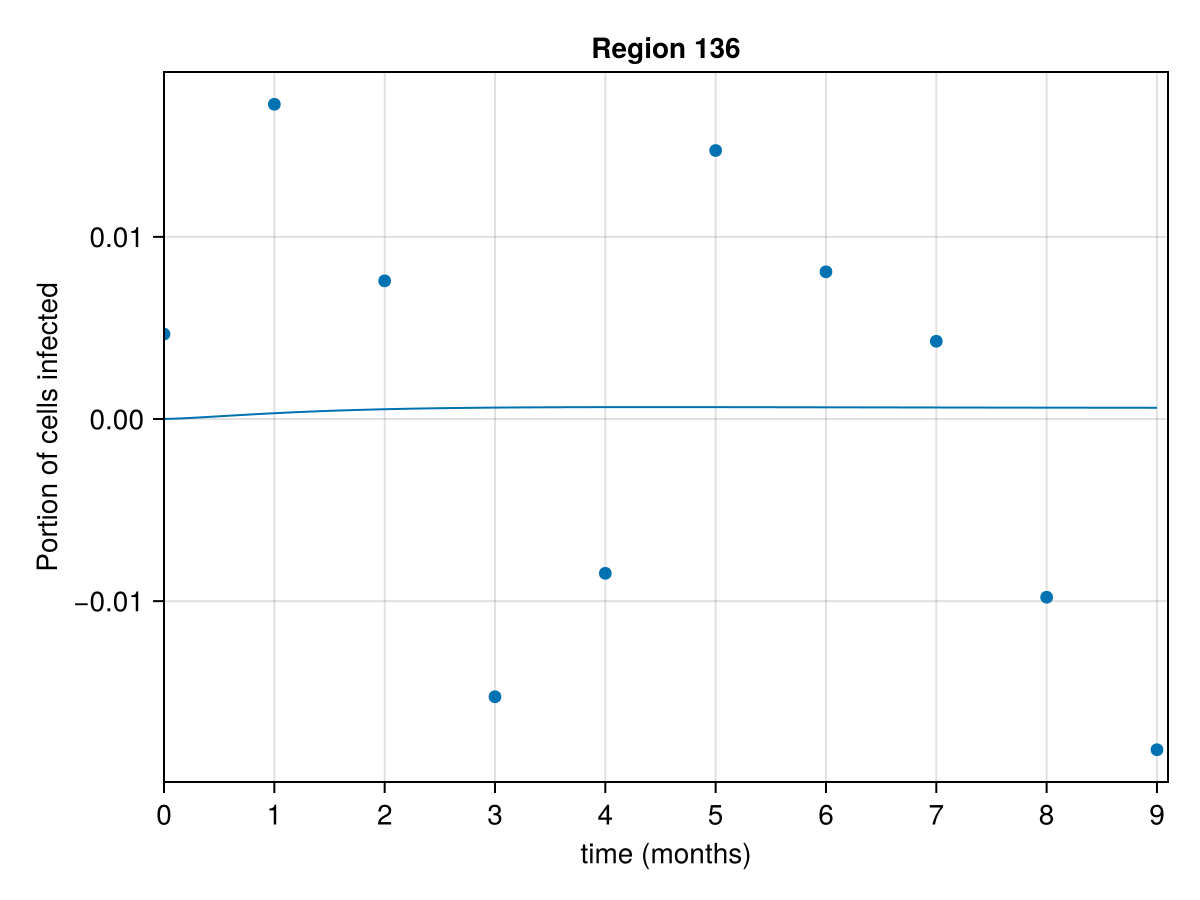 Region 136
Portion of cells infected
0.01
0.00
−0.01
0 1 2 3 4 5 6 7 8 9
time (months)